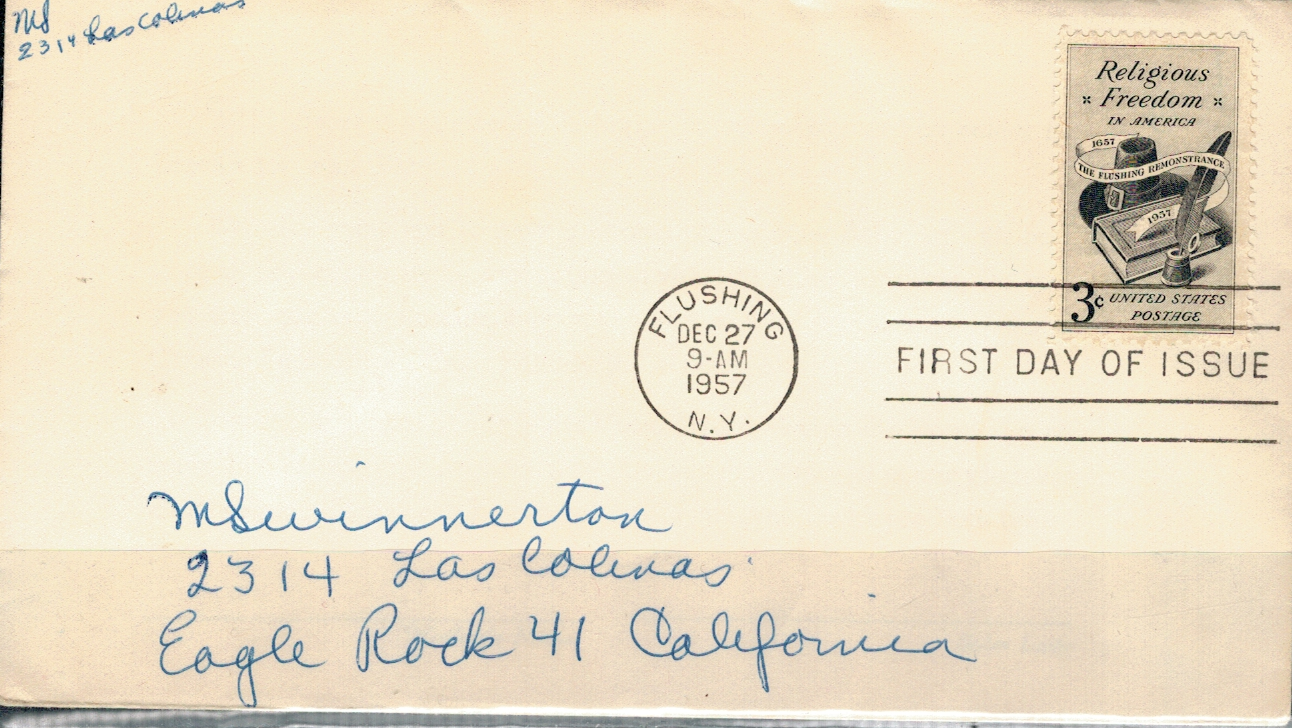 MS
2314 Las Colinas
Religious
Freedom
IN AMERICA
1657
THE FLUSHING REMONSTRANCE
1957
3¢ UNITED STATES
POSTAGE
FLUSHING
DEC 27
9-AM
1957
N.Y.
FIRST DAY OF ISSUE
M Swinnerton
2314 Las Colinas
Eagle Rock 41 California